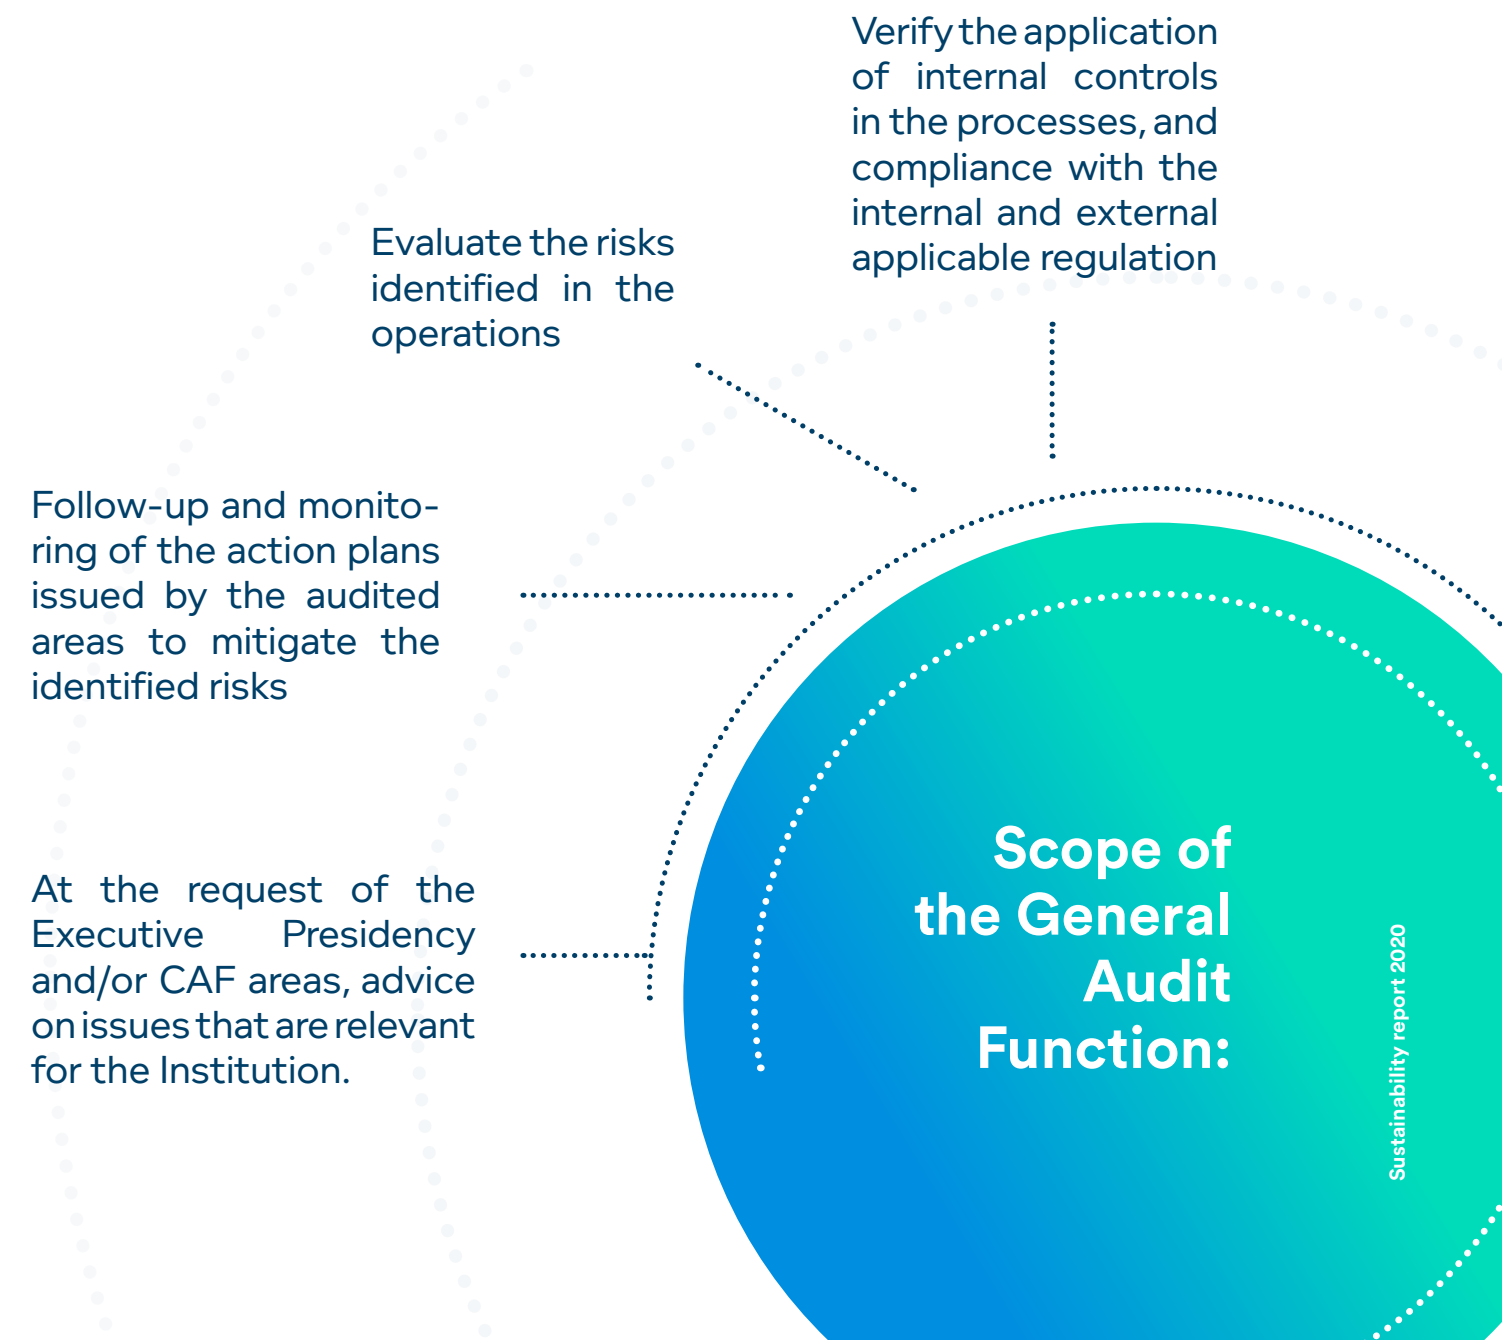 Verify the application
of internal controls
in the processes, and
compliance with the
internal and external
applicable regulation
Evaluate the risks
identified in the
operations
Follow-up and monito-
ring of the action plans
issued by the audited
areas to mitigate the
identified risks
At the request of the
Executive Presidency
and/or CAF areas, advice
on issues that are relevant
for the Institution.
Scope of
the General
Audit
Function:
Sustainability report 2020